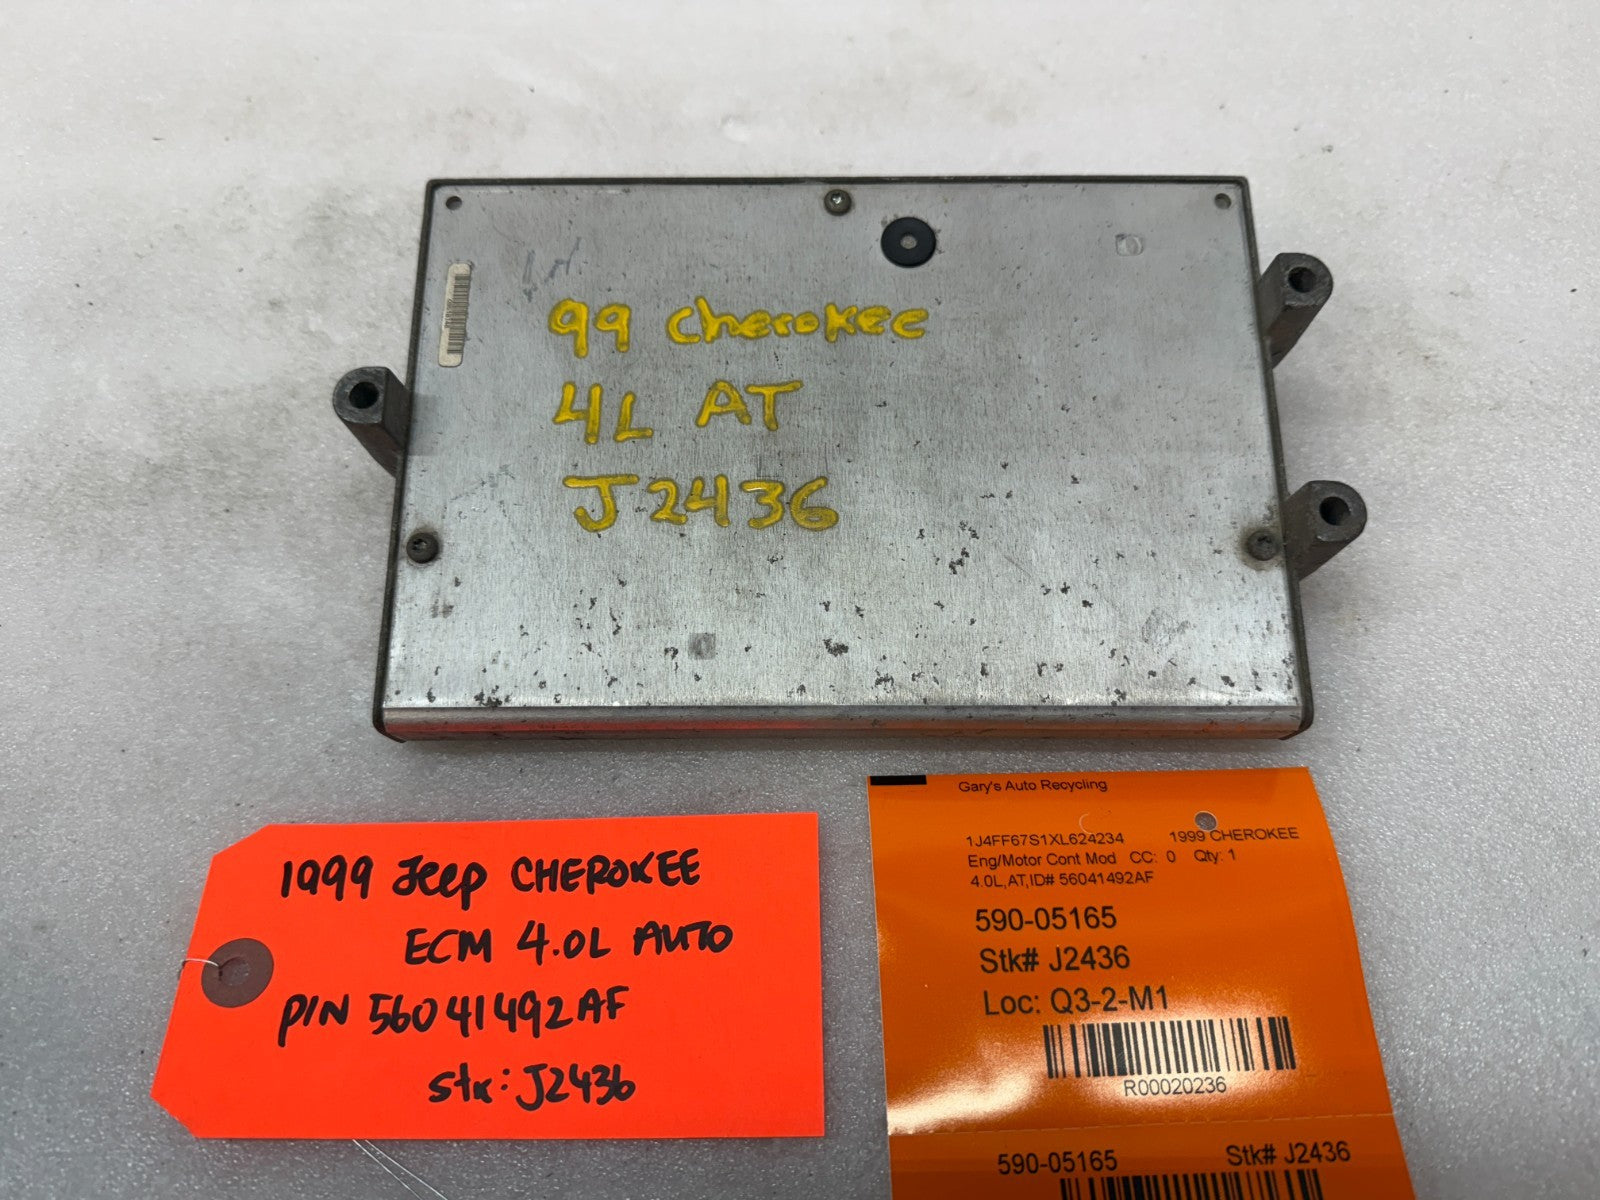 99 cherokee
4L AT
J2436
1999 Jeep CHEROKEE
ECM 4.0L AUTO
P/N 56041492AF
stk: J2436
Gary's Auto Recycling
1J4FF67S1XL624234 1999 CHEROKEE
Eng/Motor Cont Mod CC: 0 Qty: 1
4.0L,AT,ID# 56041492AF
590-05165
Stk# J2436
Loc: Q3-2-M1
R00020236
590-05165 Stk# J2436